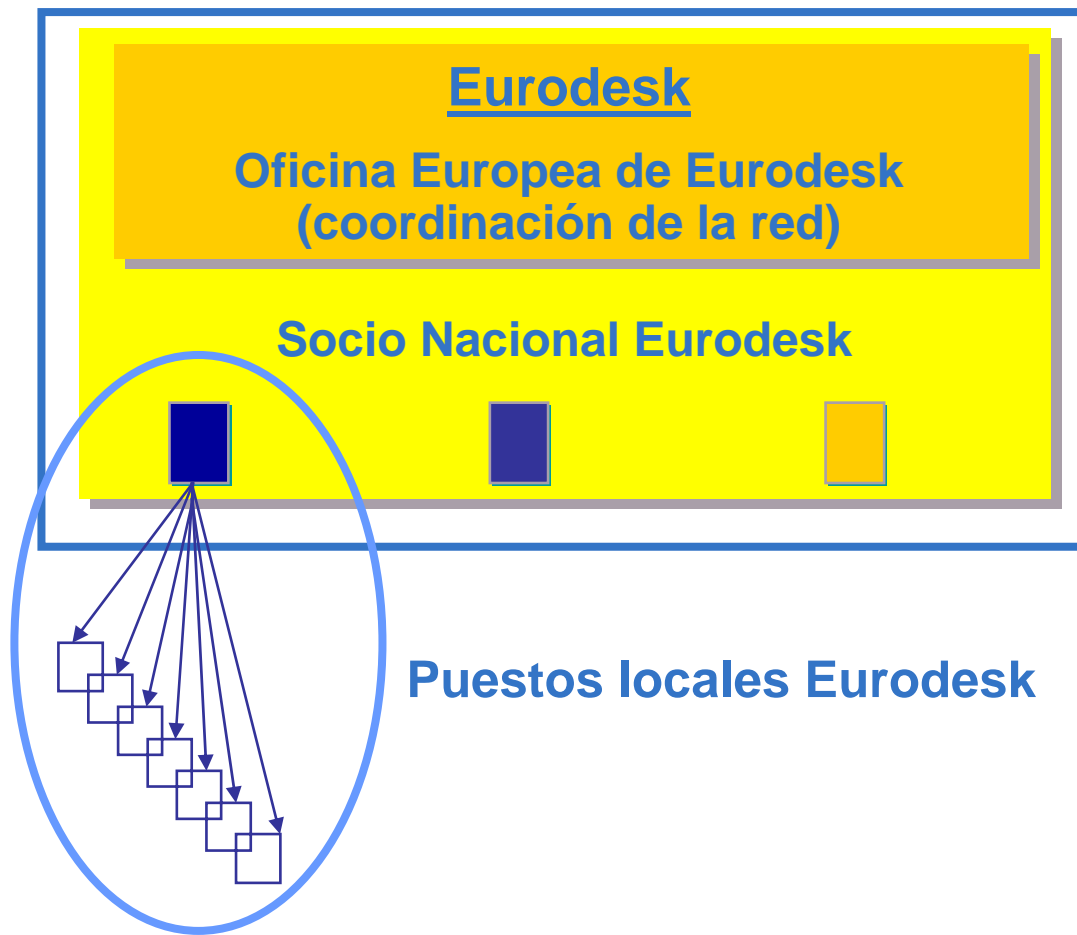 Eurodesk
Oficina Europea de Eurodesk
(coordinación de la red)
Socio Nacional Eurodesk
Puestos locales Eurodesk